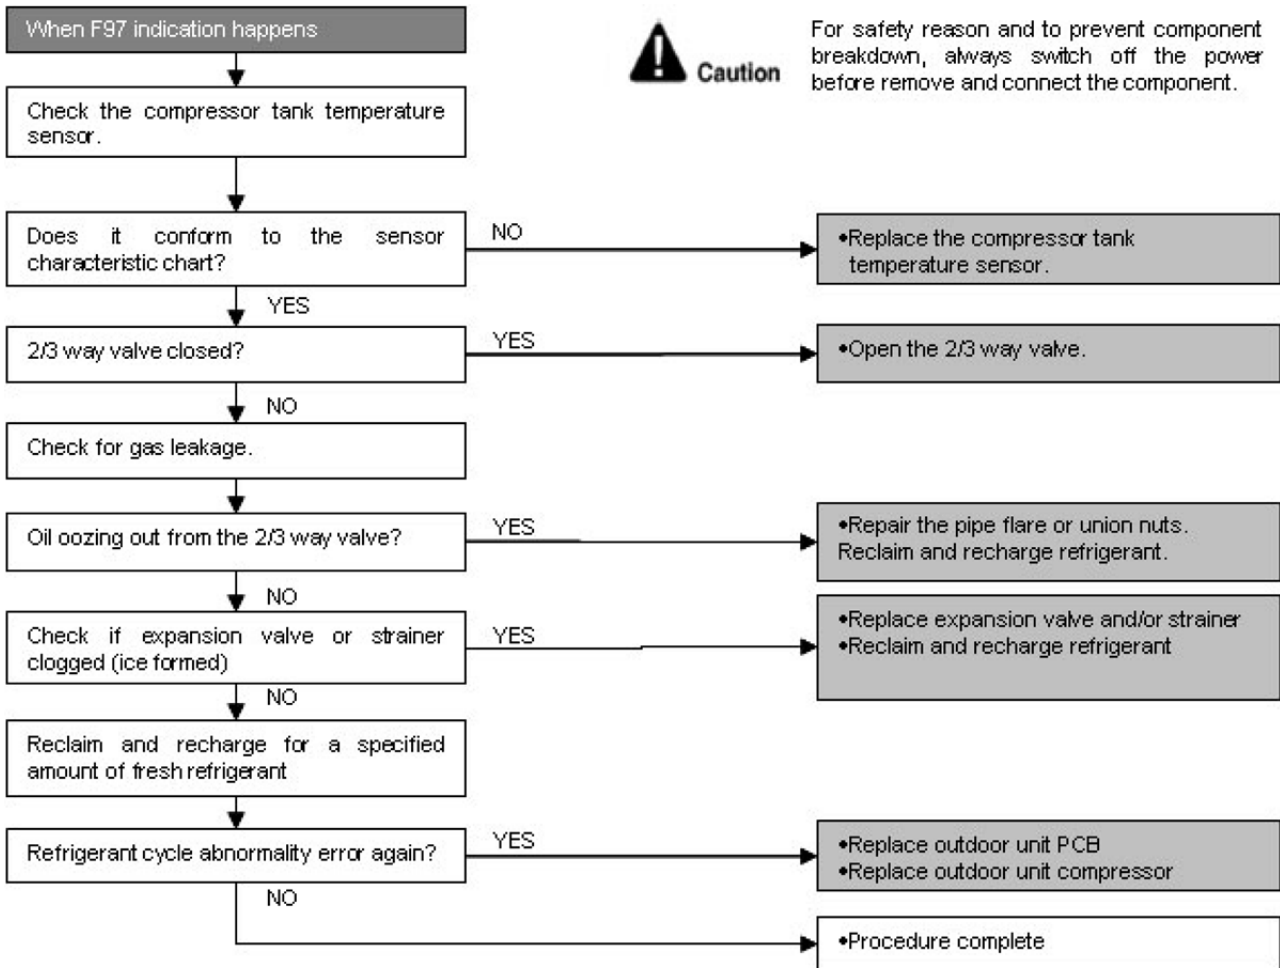 When F97 indication happens
Caution
For safety reason and to prevent component
breakdown, always switch off the power
before remove and connect the component.
Check the compressor tank temperature
sensor.
Does it conform to the sensor
characteristic chart?
NO
•Replace the compressor tank
temperature sensor.
YES
2/3 way valve closed?
YES
•Open the 2/3 way valve.
NO
Check for gas leakage.
Oil oozing out from the 2/3 way valve?
YES
•Repair the pipe flare or union nuts.
Reclaim and recharge refrigerant.
NO
Check if expansion valve or strainer
clogged (ice formed)
YES
•Replace expansion valve and/or strainer
•Reclaim and recharge refrigerant
NO
Reclaim and recharge for a specified
amount of fresh refrigerant
Refrigerant cycle abnormality error again?
YES
•Replace outdoor unit PCB
•Replace outdoor unit compressor
NO
•Procedure complete